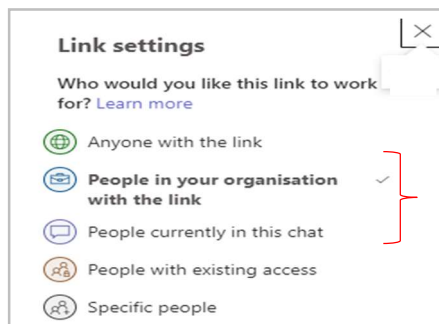 Link settings
Who would you like this link to work
for? Learn more
Anyone with the link
People in your organisation
with the link
People currently in this chat
People with existing access
Specific people